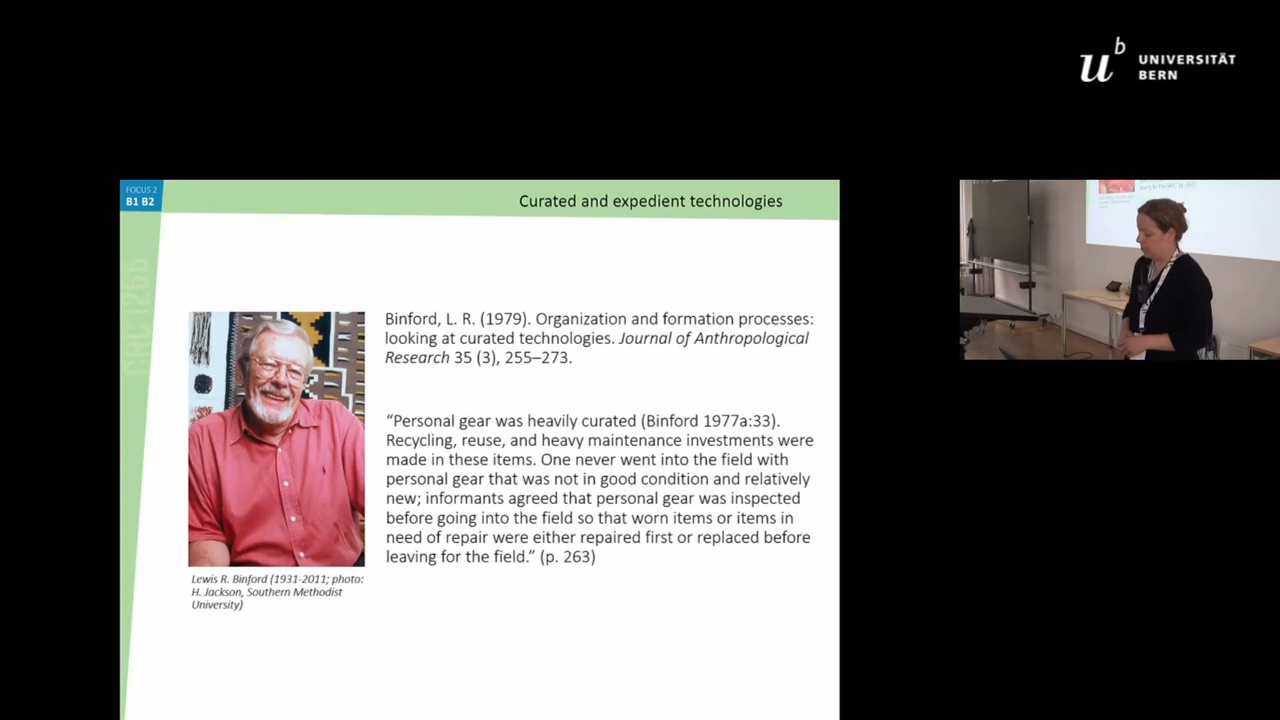 u^b
UNIVERSITÄT
BERN
FOCUS 2
B1 B2
Curated and expedient technologies
Binford, L. R. (1979). Organization and formation processes:
looking at curated technologies. Journal of Anthropological
Research 35 (3), 255–273.
“Personal gear was heavily curated (Binford 1977a:33).
Recycling, reuse, and heavy maintenance investments were
made in these items. One never went into the field with
personal gear that was not in good condition and relatively
new; informants agreed that personal gear was inspected
before going into the field so that worn items or items in
need of repair were either repaired first or replaced before
leaving for the field.” (p. 263)
Lewis R. Binford (1931-2011; photo:
H. Jackson, Southern Methodist
University)